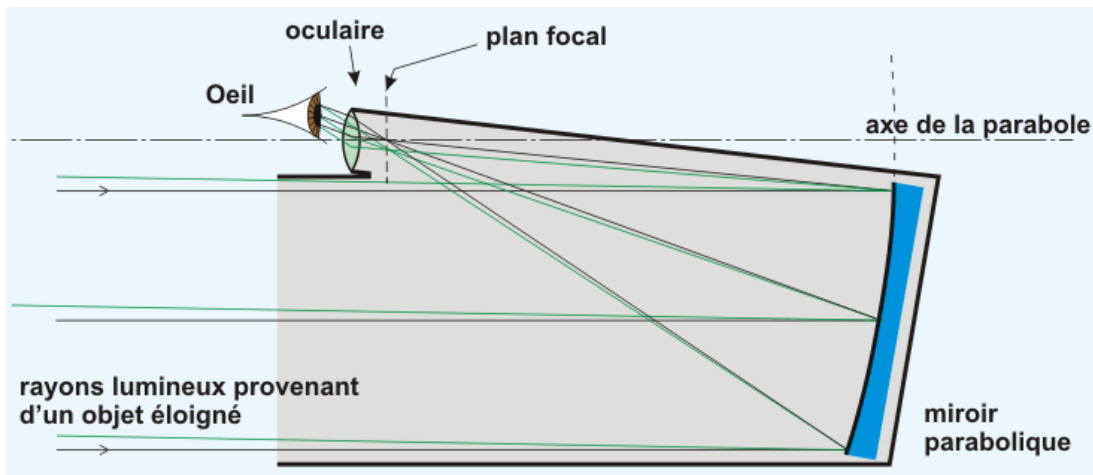 oculaire
plan focal
Oeil
axe de la parabole
rayons lumineux provenant
d'un objet éloigné
miroir
parabolique